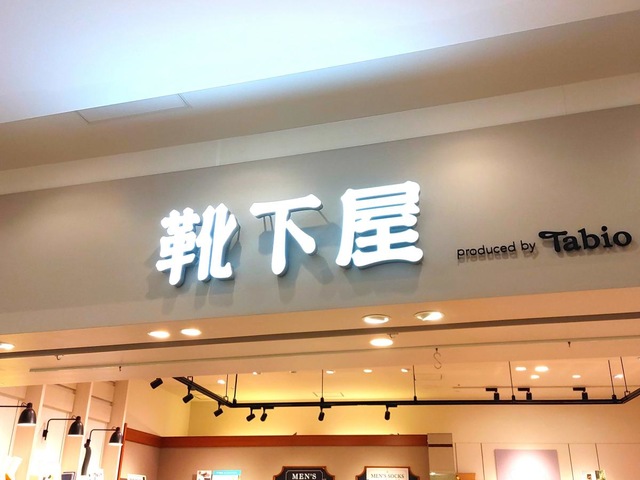 靴下屋
produced by Tabio
MEN'S
MEN'S SOCKS